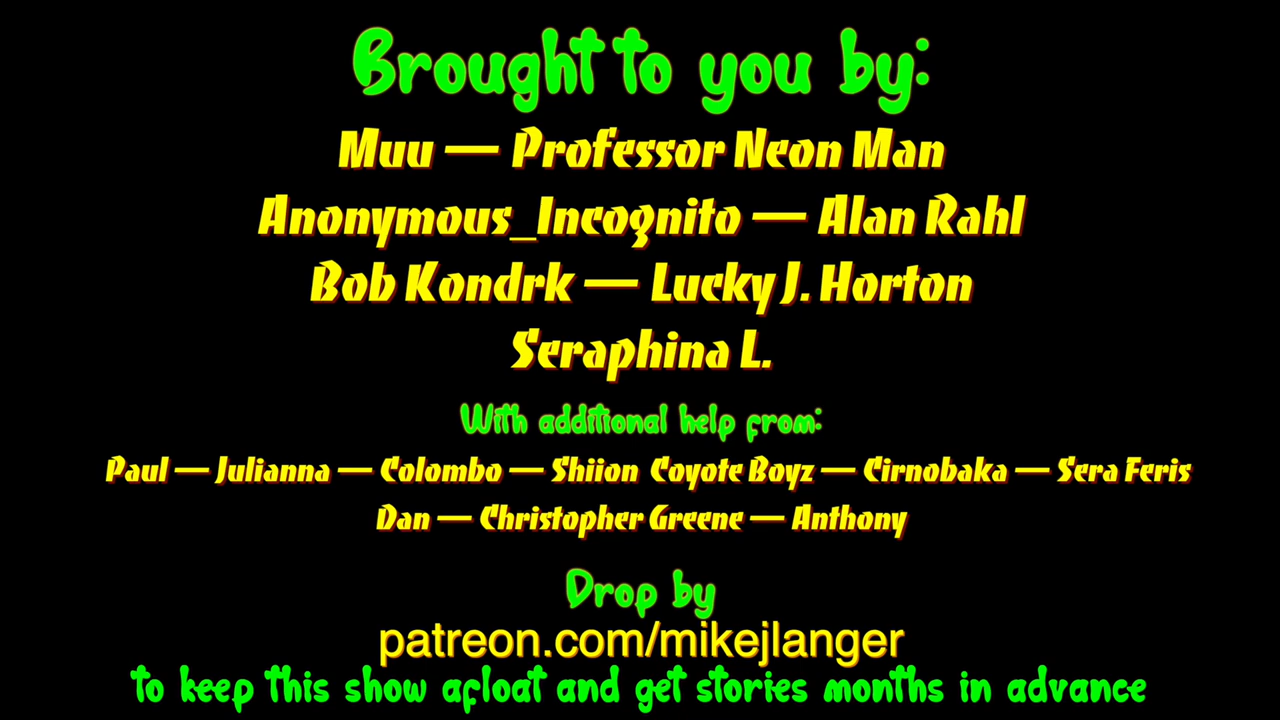 Brought to you by:
Muu — Professor Neon Man
Anonymous_Incognito — Alan Rahl
Bob Kondrk — Lucky J. Horton
Seraphina L.
With additional help from:
Paul — Julianna — Colombo — Shiion  Coyote Boyz — Cirnobaka — Sera Feris
Dan — Christopher Greene — Anthony
Drop by
patreon.com/mikejlanger
to keep this show afloat and get stories months in advance